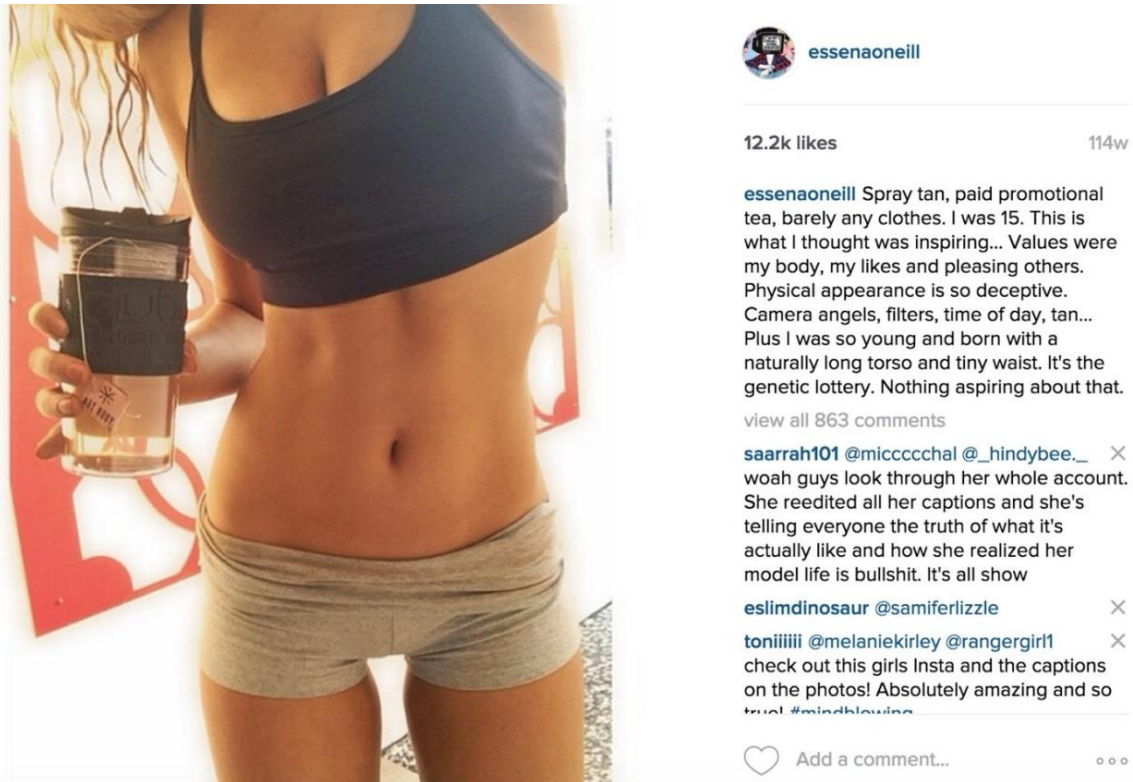 essenaoneill
12.2k likes
114w
essenaoneill Spray tan, paid promotional
tea, barely any clothes. I was 15. This is
what I thought was inspiring... Values were
my body, my likes and pleasing others.
Physical appearance is so deceptive.
Camera angels, filters, time of day, tan...
Plus I was so young and born with a
naturally long torso and tiny waist. It's the
genetic lottery. Nothing aspiring about that.
view all 863 comments
saarrah101 @miccccchal @_hindybee._
woah guys look through her whole account.
She reedited all her captions and she's
telling everyone the truth of what it's
actually like and how she realized her
model life is bullshit. It's all show
eslimdinosaur @samiferlizzle
toniiiiii @melaniekirley @rangergirl1
check out this girls Insta and the captions
on the photos! Absolutely amazing and so
true! #mindblowing
Add a comment...